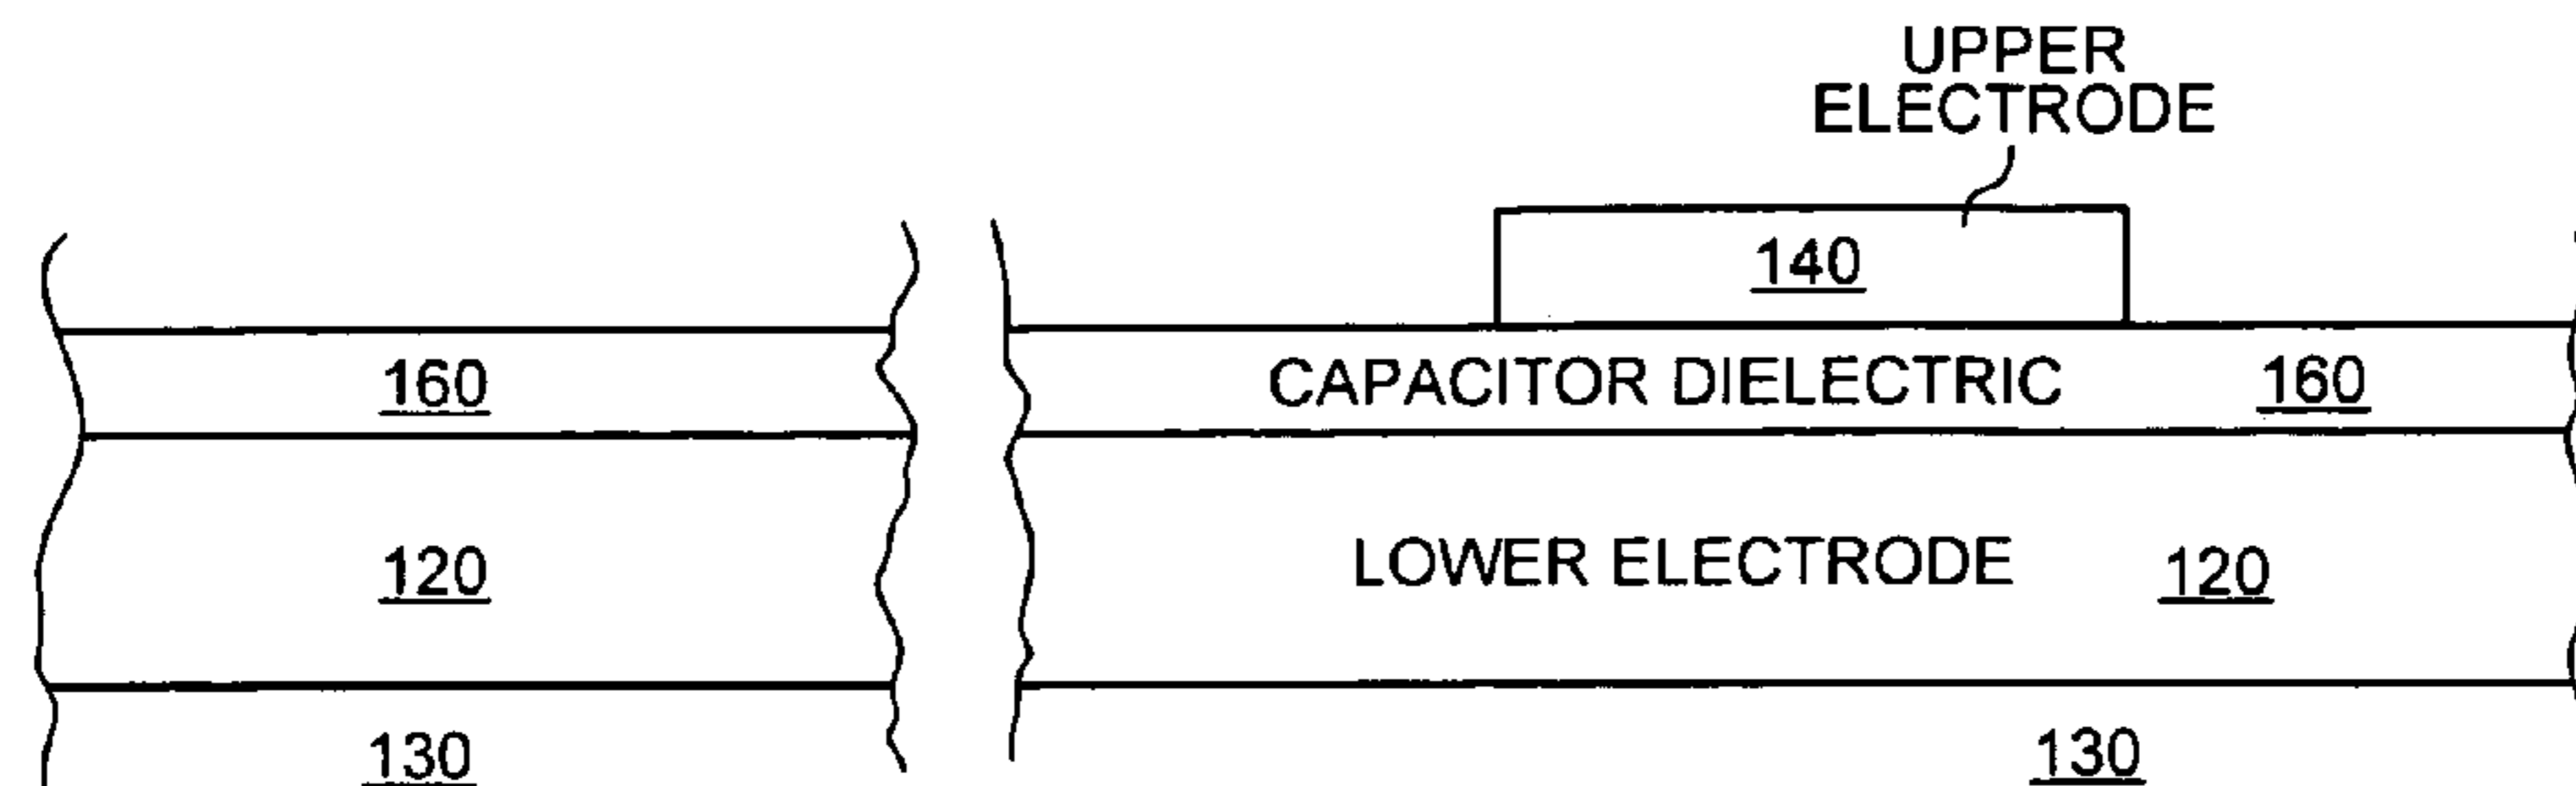 UPPER
ELECTRODE
140
160
CAPACITOR DIELECTRIC 160
120
LOWER ELECTRODE 120
130
130